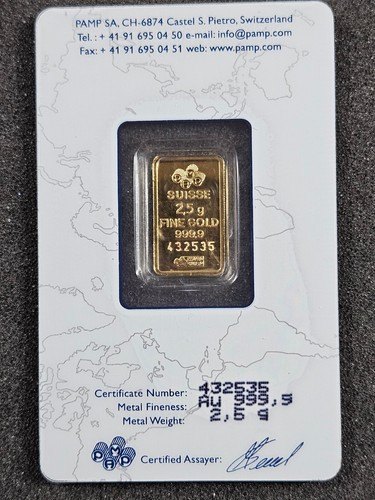 PAMP SA, CH-6874 Castel S. Pietro, Switzerland
Tel. : + 41 91 695 04 50 e-mail: info@pamp.com
Fax: + 41 91 695 04 51 web: www.pamp.com
PAMP
SUISSE
2,5 g
FINE GOLD
999,9
432535
Certificate Number: 432535
Metal Fineness: AU 999,9
Metal Weight: 2,5 g
PAMP
Certified Assayer: